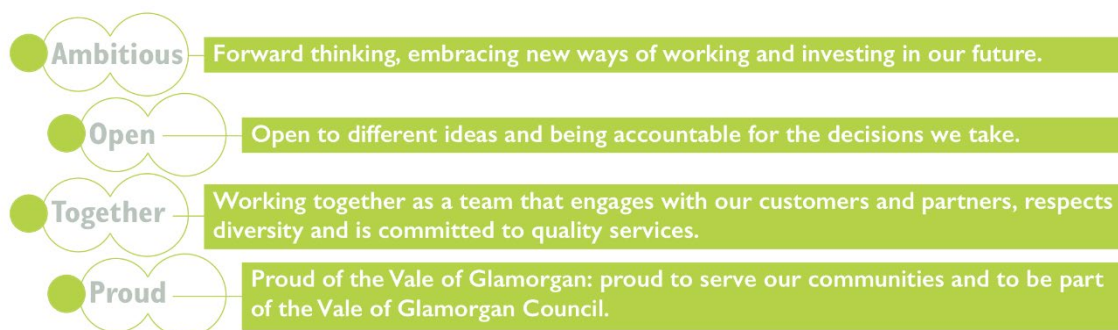 Ambitious
Forward thinking, embracing new ways of working and investing in our future.
Open
Open to different ideas and being accountable for the decisions we take.
Together
Working together as a team that engages with our customers and partners, respects
diversity and is committed to quality services.
Proud
Proud of the Vale of Glamorgan: proud to serve our communities and to be part
of the Vale of Glamorgan Council.